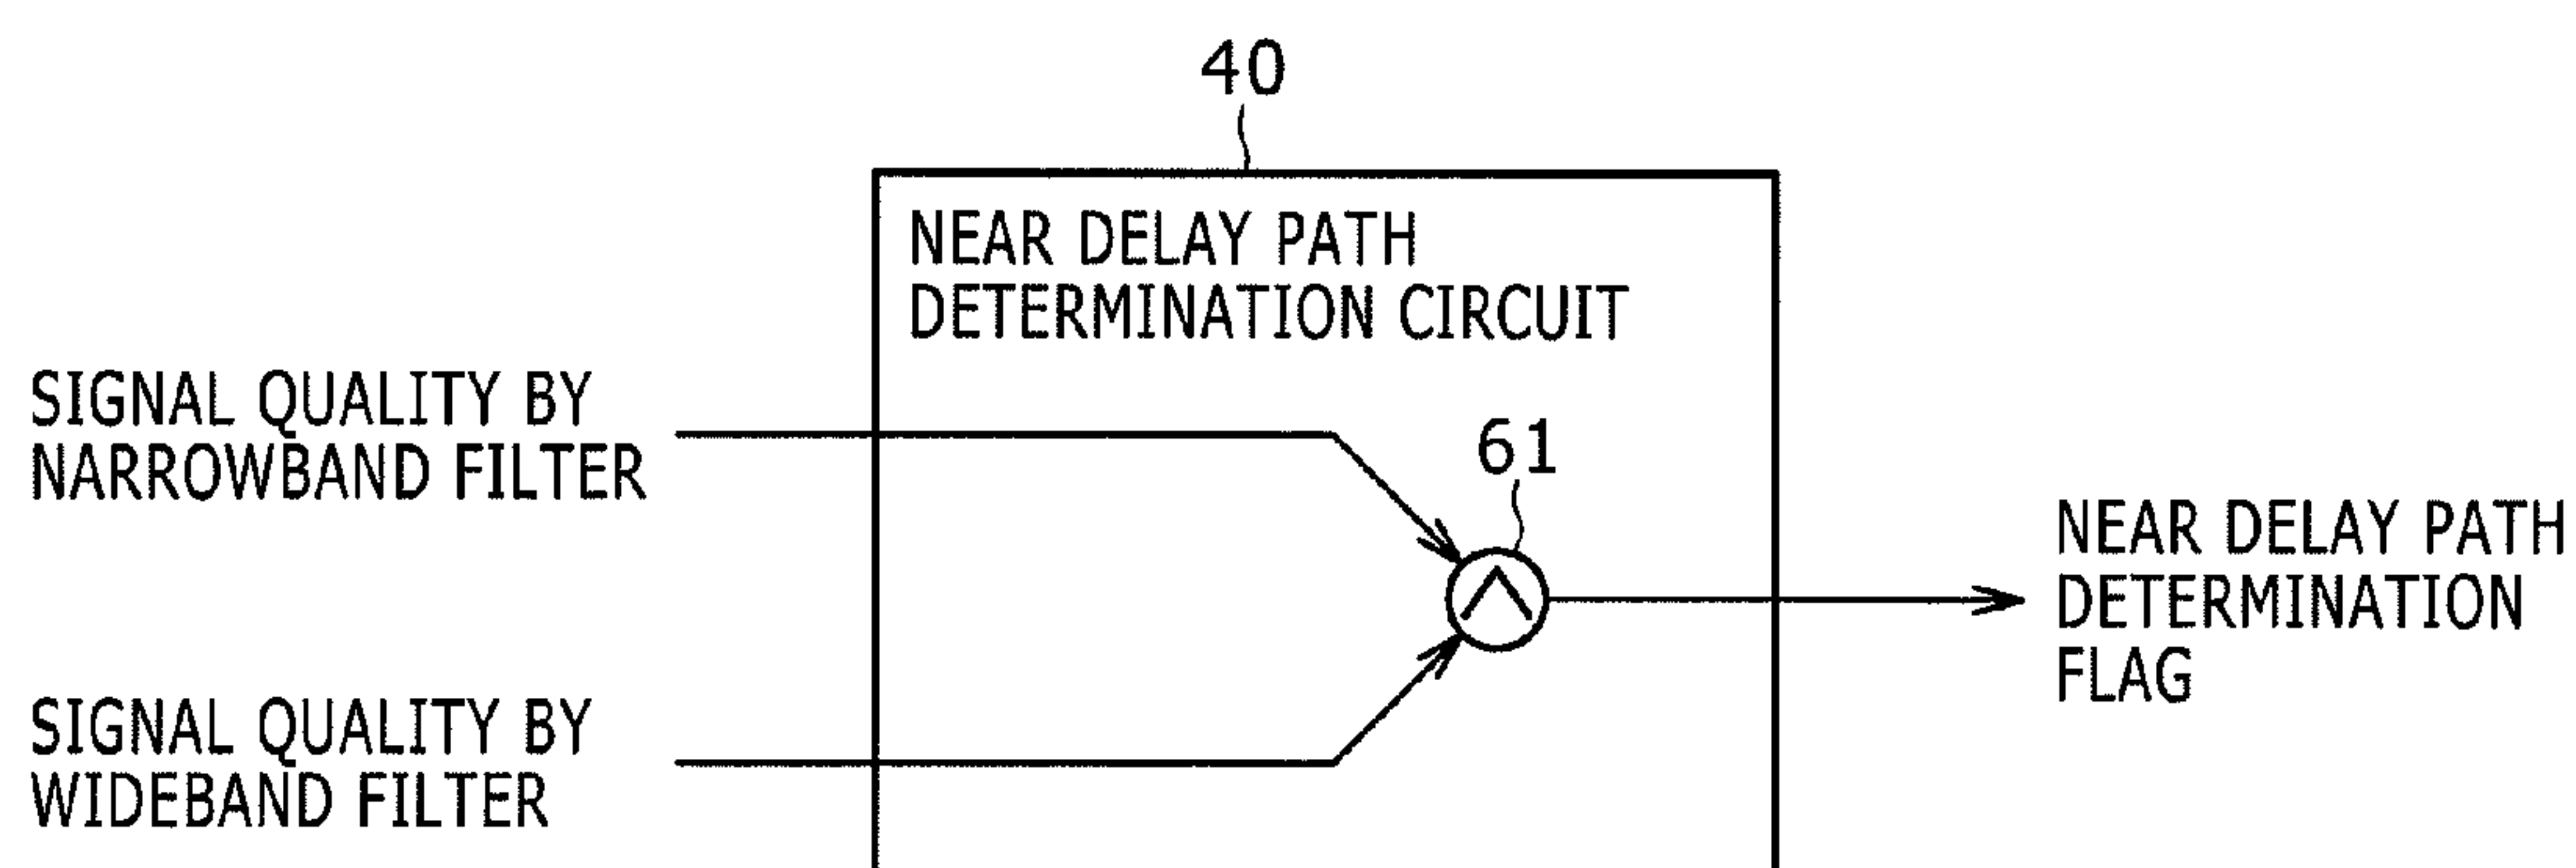 40
NEAR DELAY PATH
DETERMINATION CIRCUIT
SIGNAL QUALITY BY
NARROWBAND FILTER
61
NEAR DELAY PATH
DETERMINATION
FLAG
SIGNAL QUALITY BY
WIDEBAND FILTER